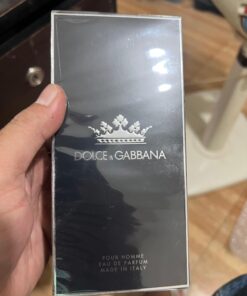 DOLCE & GABBANA
POUR HOMME
EAU DE PARFUM
MADE IN ITALY